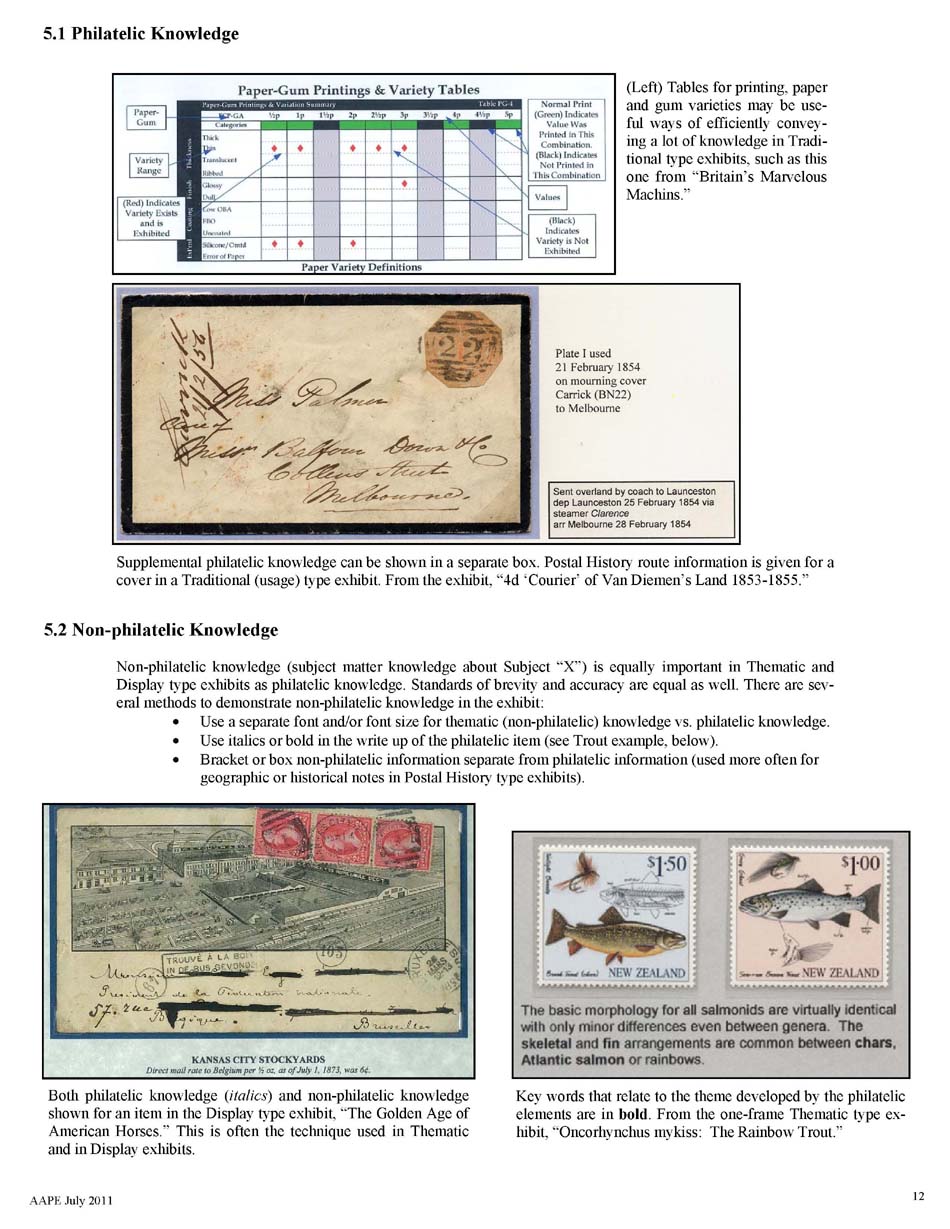 5.1 Philatelic Knowledge
Paper-Gum Printings & Variety Tables
Paper-Gum Printings & Variation Summary
Table PG-4
½p 1p 1½p 2p 2½p 3p 3½p 4p 4½p 5p
Categories
Paper-
Gum
Variety
Range
(Red) Indicates
Variety Exists
and is
Exhibited
Thickness
Thick
Thin
Translucent
Ribbed
Finish
Glossy
Dull
Coating
Low OBA
FBO
Uncoated
Silicone/Omtd
Error of Paper
Normal Print
(Green) Indicates
Value Was
Printed in This
Combination.
(Black) Indicates
Not Printed in
This Combination
Values
(Black)
Indicates
Variety is Not
Exhibited
Paper Variety Definitions
(Left) Tables for printing, paper
and gum varieties may be use-
ful ways of efficiently convey-
ing a lot of knowledge in Tradi-
tional type exhibits, such as this
one from “Britain’s Marvelous
Machins.”
22
Miss Palmer
Care of
Messrs Balfour Down & Co
Collins Street
Melbourne.
Plate I used
21 February 1854
on mourning cover
Carrick (BN22)
to Melbourne
Sent overland by coach to Launceston
dep Launceston 25 February 1854 via
steamer Clarence
arr Melbourne 28 February 1854
Supplemental philatelic knowledge can be shown in a separate box. Postal History route information is given for a
cover in a Traditional (usage) type exhibit. From the exhibit, “4d ‘Courier’ of Van Diemen’s Land 1853-1855.”
5.2 Non-philatelic Knowledge
Non-philatelic knowledge (subject matter knowledge about Subject “X”) is equally important in Thematic and
Display type exhibits as philatelic knowledge. Standards of brevity and accuracy are equal as well. There are sev-
eral methods to demonstrate non-philatelic knowledge in the exhibit:
• Use a separate font and/or font size for thematic (non-philatelic) knowledge vs. philatelic knowledge.
• Use italics or bold in the write up of the philatelic item (see Trout example, below).
• Bracket or box non-philatelic information separate from philatelic information (used more often for
geographic or historical notes in Postal History type exhibits).
TROUVÉ À LA BOITE
IN DE BUS GEVONDEN
105
Président de la Fédération nationale
57. rue
Belgique.
Bruxelles
KANSAS CITY STOCKYARDS
Direct mail rate to Belgium per ½ oz, as of July 1, 1873, was 6¢.
$1·50
NEW ZEALAND
$1·00
NEW ZEALAND
The basic morphology for all salmonids are virtually identical
with only minor differences even between genera. The
skeletal and fin arrangements are common between chars,
Atlantic salmon or rainbows.
Both philatelic knowledge (italics) and non-philatelic knowledge
shown for an item in the Display type exhibit, “The Golden Age of
American Horses.” This is often the technique used in Thematic
and in Display exhibits.
Key words that relate to the theme developed by the philatelic
elements are in bold. From the one-frame Thematic type ex-
hibit, “Oncorhynchus mykiss: The Rainbow Trout.”
AAPE July 2011
12